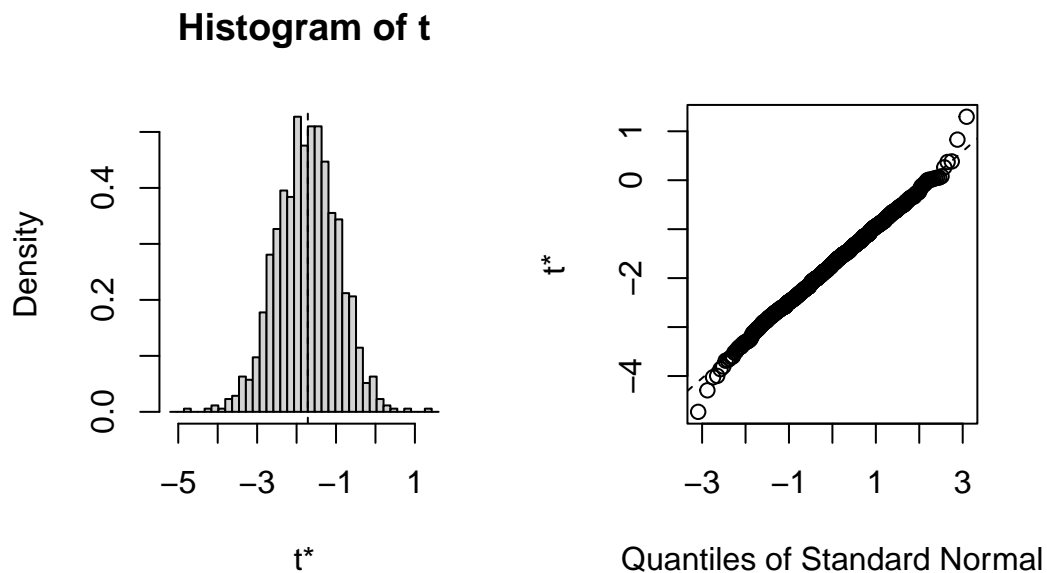 Histogram of t
Density
0.0 0.2 0.4
−5 −3 −1 1
t*
t*
−4 −2 0 1
−3 −1 1 3
Quantiles of Standard Normal